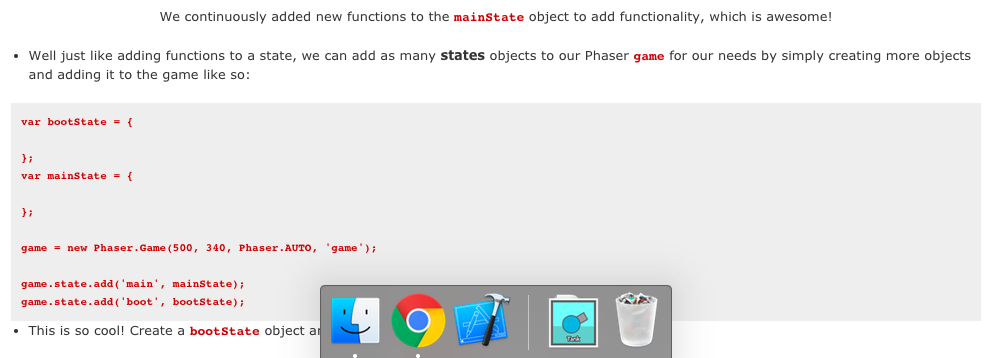 We continuously added new functions to the mainState object to add functionality, which is awesome!
• Well just like adding functions to a state, we can add as many states objects to our Phaser game for our needs by simply creating more objects
and adding it to the game like so:
var bootState = {
};
var mainState = {
};
game = new Phaser.Game(500, 340, Phaser.AUTO, 'game');
game.state.add('main', mainState);
game.state.add('boot', bootState);
• This is so cool! Create a bootState object
Tank